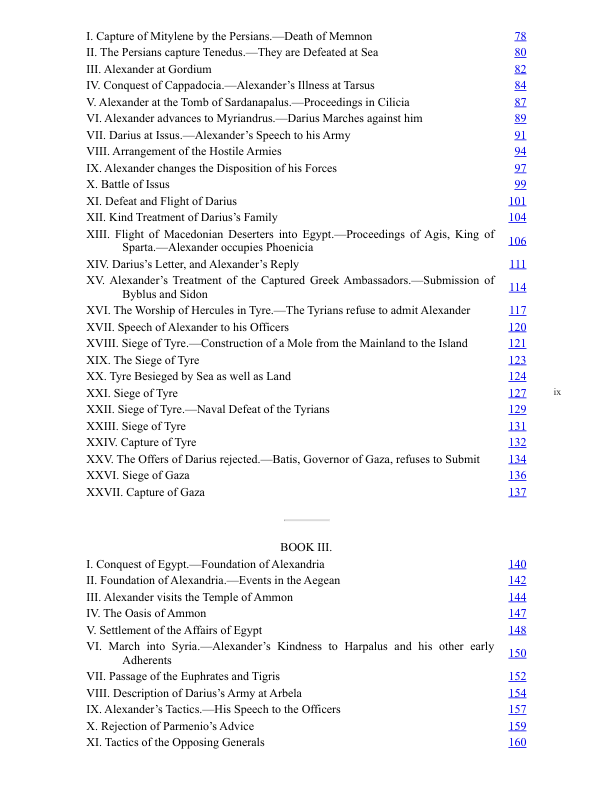 I. Capture of Mitylene by the Persians.—Death of Memnon 78
II. The Persians capture Tenedus.—They are Defeated at Sea 80
III. Alexander at Gordium 82
IV. Conquest of Cappadocia.—Alexander’s Illness at Tarsus 84
V. Alexander at the Tomb of Sardanapalus.—Proceedings in Cilicia 87
VI. Alexander advances to Myriandrus.—Darius Marches against him 89
VII. Darius at Issus.—Alexander’s Speech to his Army 91
VIII. Arrangement of the Hostile Armies 94
IX. Alexander changes the Disposition of his Forces 97
X. Battle of Issus 99
XI. Defeat and Flight of Darius 101
XII. Kind Treatment of Darius’s Family 104
XIII. Flight of Macedonian Deserters into Egypt.—Proceedings of Agis, King of
Sparta.—Alexander occupies Phoenicia 106
XIV. Darius’s Letter, and Alexander’s Reply 111
XV. Alexander’s Treatment of the Captured Greek Ambassadors.—Submission of
Byblus and Sidon 114
XVI. The Worship of Hercules in Tyre.—The Tyrians refuse to admit Alexander 117
XVII. Speech of Alexander to his Officers 120
XVIII. Siege of Tyre.—Construction of a Mole from the Mainland to the Island 121
XIX. The Siege of Tyre 123
XX. Tyre Besieged by Sea as well as Land 124
XXI. Siege of Tyre 127 ix
XXII. Siege of Tyre.—Naval Defeat of the Tyrians 129
XXIII. Siege of Tyre 131
XXIV. Capture of Tyre 132
XXV. The Offers of Darius rejected.—Batis, Governor of Gaza, refuses to Submit 134
XXVI. Siege of Gaza 136
XXVII. Capture of Gaza 137
BOOK III.
I. Conquest of Egypt.—Foundation of Alexandria 140
II. Foundation of Alexandria.—Events in the Aegean 142
III. Alexander visits the Temple of Ammon 144
IV. The Oasis of Ammon 147
V. Settlement of the Affairs of Egypt 148
VI. March into Syria.—Alexander’s Kindness to Harpalus and his other early
Adherents 150
VII. Passage of the Euphrates and Tigris 152
VIII. Description of Darius’s Army at Arbela 154
IX. Alexander’s Tactics.—His Speech to the Officers 157
X. Rejection of Parmenio’s Advice 159
XI. Tactics of the Opposing Generals 160